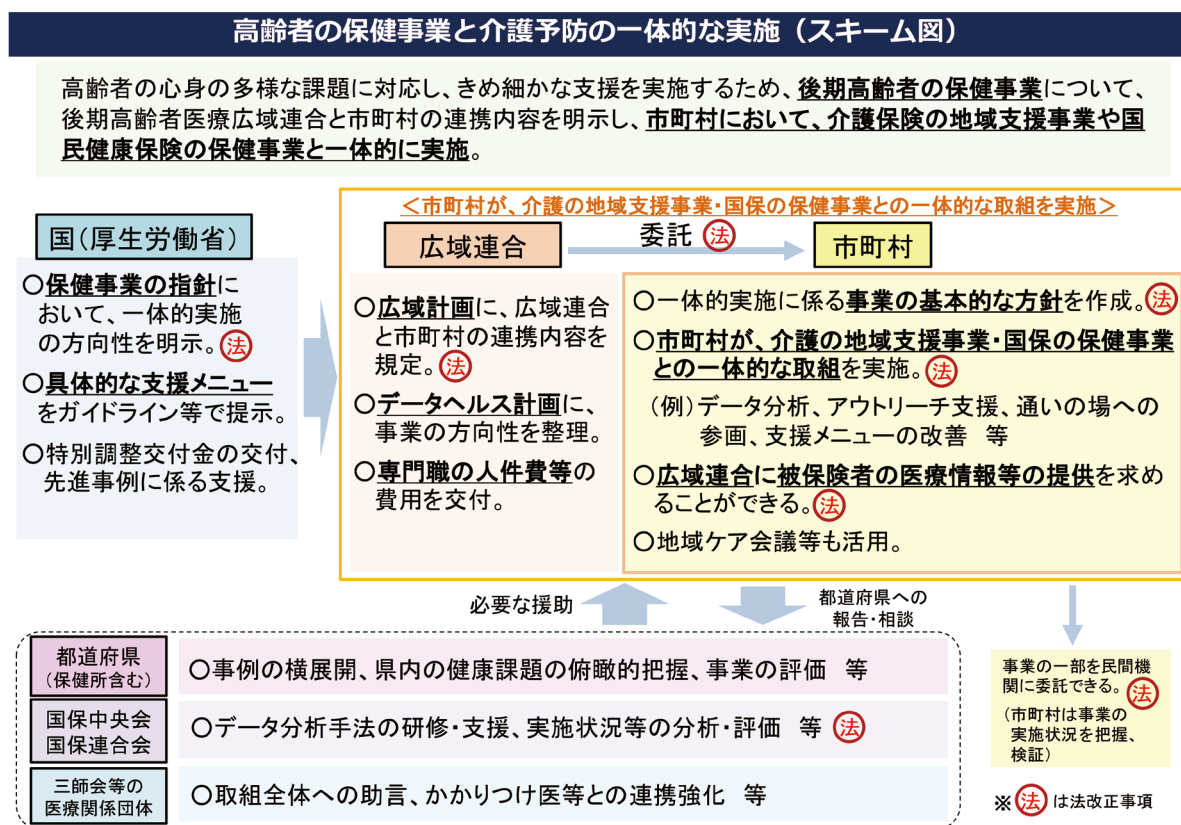 高齢者の保健事業と介護予防の一体的な実施（スキーム図）
高齢者の心身の多様な課題に対応し、きめ細かな支援を実施するため、後期高齢者の保健事業について、
後期高齢者医療広域連合と市町村の連携内容を明示し、市町村において、介護保険の地域支援事業や国
民健康保険の保健事業と一体的に実施。
国（厚生労働省）
〇保健事業の指針に
おいて、一体的実施
の方向性を明示。法
〇具体的な支援メニュー
をガイドライン等で提示。
〇特別調整交付金の交付、
先進事例に係る支援。
＜市町村が、介護の地域支援事業・国保の保健事業との一体的な取組を実施＞
広域連合
委託 法
市町村
〇広域計画に、広域連合
と市町村の連携内容を
規定。法
・データヘルス計画に、
事業の方向性を整理。
・専門職の人件費等の
費用を交付。
〇一体的実施に係る事業の基本的な方針を作成。法
〇市町村が、介護の地域支援事業・国保の保健事業
との一体的な取組を実施。法
（例）データ分析、アウトリーチ支援、通いの場への
参画、支援メニューの改善 等
〇広域連合に被保険者の医療情報等の提供を求め
ることができる。法
〇地域ケア会議等も活用。
必要な援助
都道府県への
報告・相談
都道府県
（保健所含む）
〇事例の横展開、県内の健康課題の俯瞰的把握、事業の評価 等
国保中央会
国保連合会
〇データ分析手法の研修・支援、実施状況等の分析・評価 等 法
三師会等の
医療関係団体
〇取組全体への助言、かかりつけ医等との連携強化 等
事業の一部を民間機
関に委託できる。法
（市町村は事業の
実施状況を把握、
検証）
※法は法改正事項